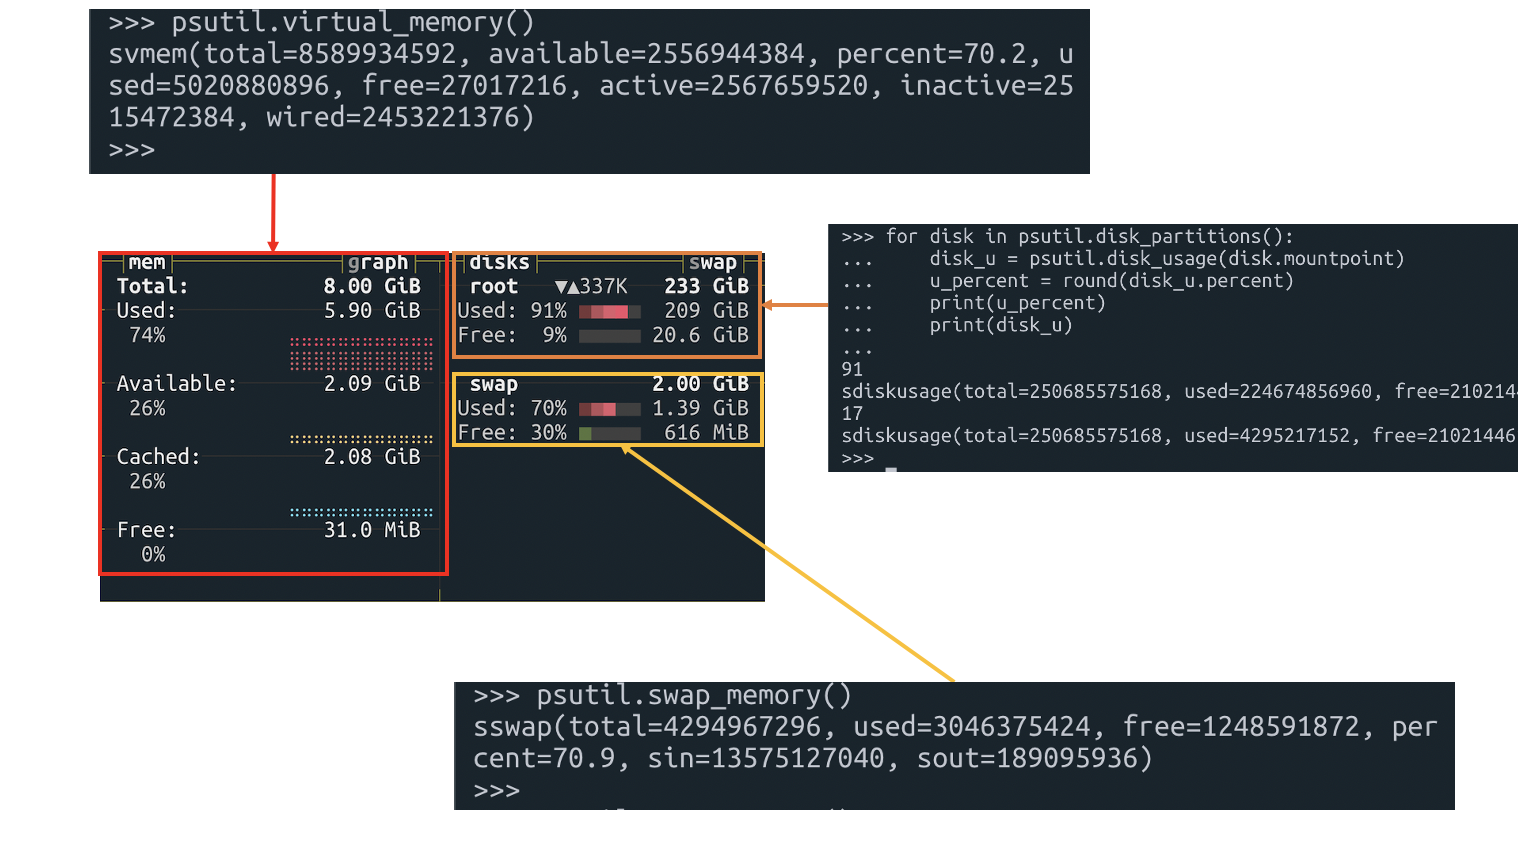 >>> psutil.virtual_memory()
svmem(total=8589934592, available=2556944384, percent=70.2, u
sed=5020880896, free=27017216, active=2567659520, inactive=25
15472384, wired=2453221376)
>>>
mem graph
Total: 8.00 GiB
Used: 5.90 GiB
74%
Available: 2.09 GiB
26%
Cached: 2.08 GiB
26%
Free: 31.0 MiB
0%
disks swap
root ▼▲337K 233 GiB
Used: 91% 209 GiB
Free: 9% 20.6 GiB
swap 2.00 GiB
Used: 70% 1.39 GiB
Free: 30% 616 MiB
>>> for disk in psutil.disk_partitions():
... disk_u = psutil.disk_usage(disk.mountpoint)
... u_percent = round(disk_u.percent)
... print(u_percent)
... print(disk_u)
...
91
sdiskusage(total=250685575168, used=224674856960, free=2102144
17
sdiskusage(total=250685575168, used=4295217152, free=21021446
>>>
>>> psutil.swap_memory()
sswap(total=4294967296, used=3046375424, free=1248591872, per
cent=70.9, sin=13575127040, sout=189095936)
>>>